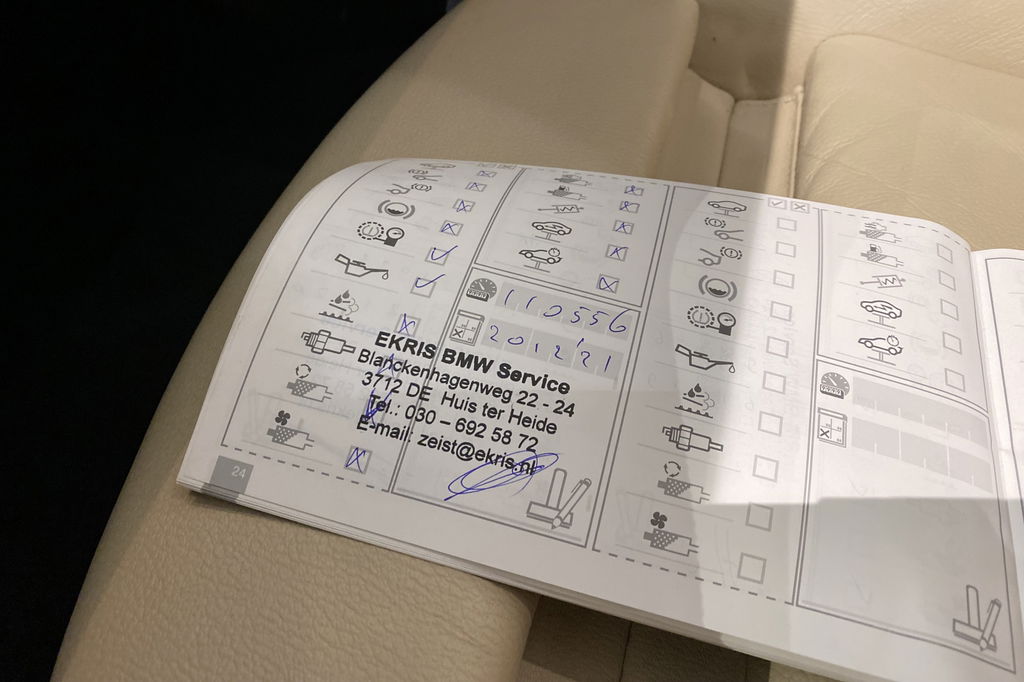 110556
2012'21
EKRIS BMW Service
Blanckenhagenweg 22 - 24
3712 DE Huis ter Heide
Tel.: 030 – 692 58 72
E-mail: zeist@ekris.nl
24